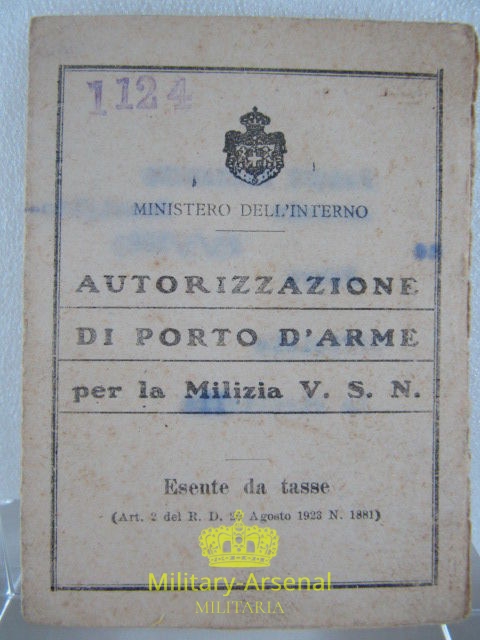 1124
MINISTERO DELL'INTERNO
AUTORIZZAZIONE
DI PORTO D'ARME
per la Milizia V. S. N.
Esente da tasse
(Art. 2 del R. D. Agosto 1923 N. 1881)
Military-Arsenal
MILITARIA